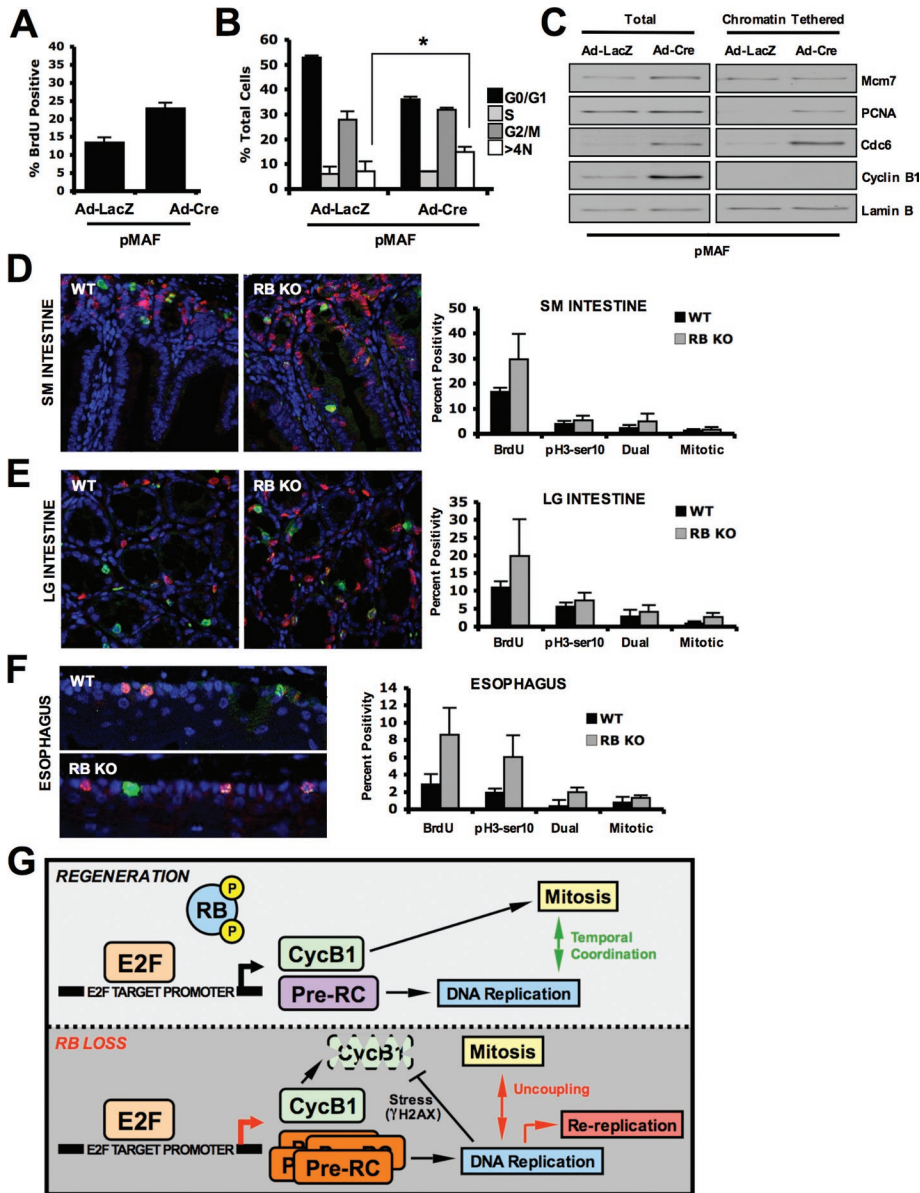 A
% BrdU Positive
40
35
30
25
20
15
10
5
0
Ad-LacZ Ad-Cre
pMAF
B
% Total Cells
60
50
40
30
20
10
0
*
G0/G1
S
G2/M
>4N
Ad-LacZ Ad-Cre
pMAF
C
Total Chromatin Tethered
Ad-LacZ Ad-Cre Ad-LacZ Ad-Cre
Mcm7
PCNA
Cdc6
Cyclin B1
Lamin B
pMAF
D
SM INTESTINE
WT
RB KO
SM INTESTINE
Percent Positivity
50
40
30
20
10
0
WT
RB KO
BrdU pH3-ser10 Dual Mitotic
E
LG INTESTINE
WT
RB KO
LG INTESTINE
Percent Positivity
35
30
25
20
15
10
5
0
WT
RB KO
BrdU pH3-ser10 Dual Mitotic
F
ESOPHAGUS
WT
RB KO
ESOPHAGUS
Percent Positivity
14
12
10
8
6
4
2
0
WT
RB KO
BrdU pH3-ser10 Dual Mitotic
G
REGENERATION
RB
P
P
E2F
E2F TARGET PROMOTER
CycB1
Pre-RC
Mitosis
Temporal
Coordination
DNA Replication
RB LOSS
E2F
E2F TARGET PROMOTER
CycB1
CycB1
Pre-RC
Stress
(γH2AX)
Mitosis
Uncoupling
Re-replication
DNA Replication